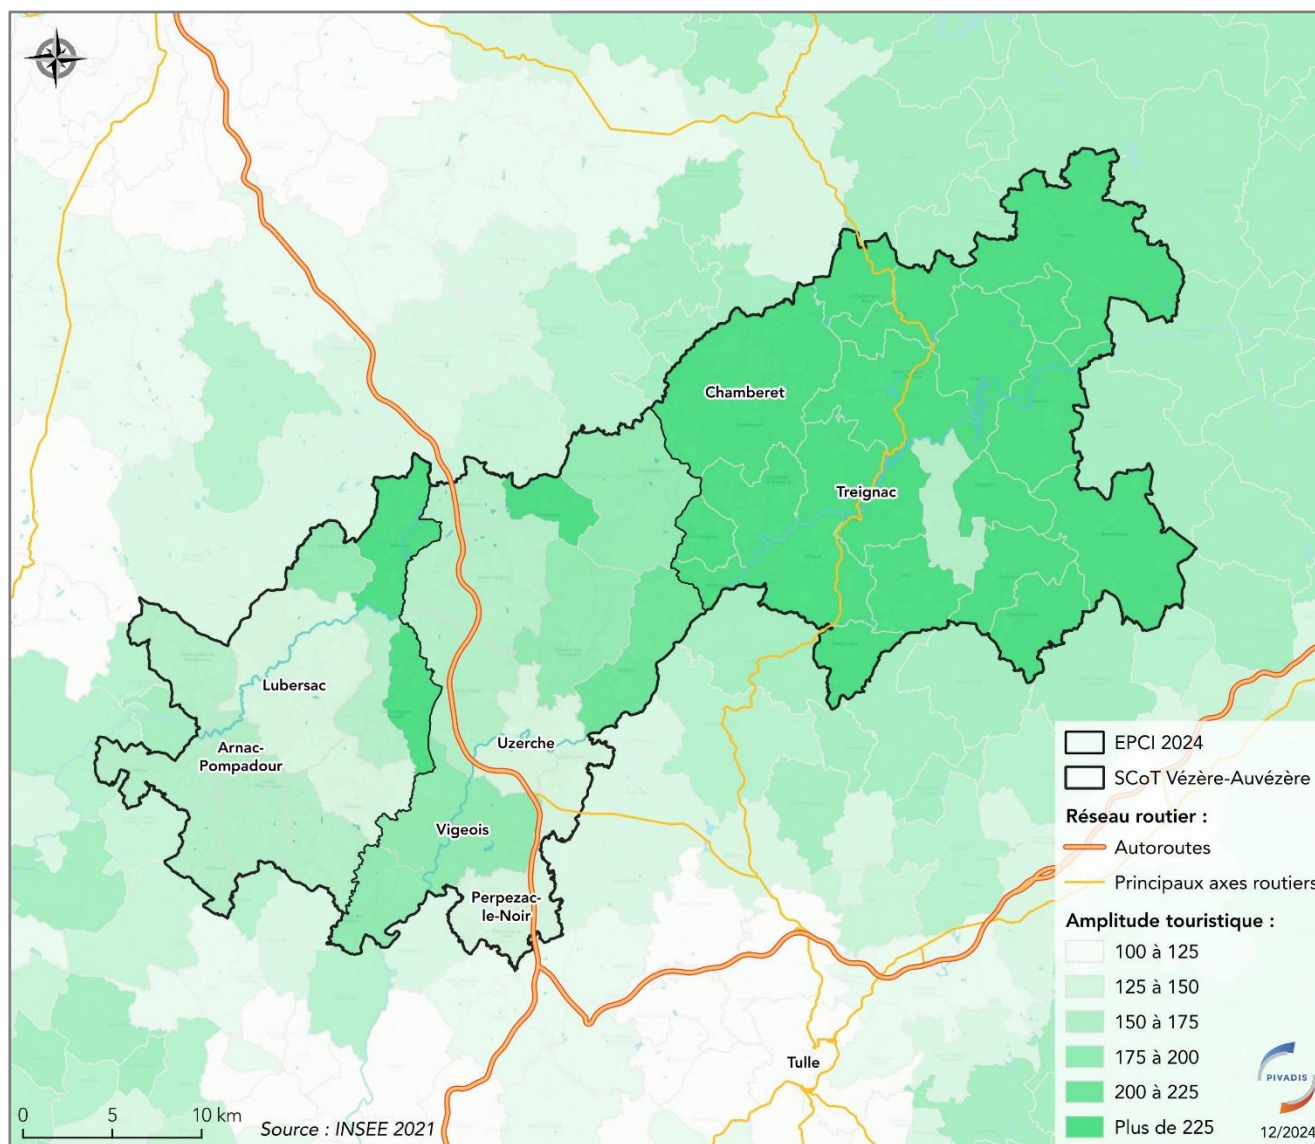 Chamberet
Treignac
Lubersac
Arnac-
Pompadour
Uzerche
Vigeois
Perpezac-
le-Noir
Tulle
EPCI 2024
SCoT Vézère-Auvézère
Réseau routier :
Autoroutes
Principaux axes routiers
Amplitude touristique :
100 à 125
125 à 150
150 à 175
175 à 200
200 à 225
Plus de 225
PIVADIS
12/2024
0 5 10 km
Source : INSEE 2021